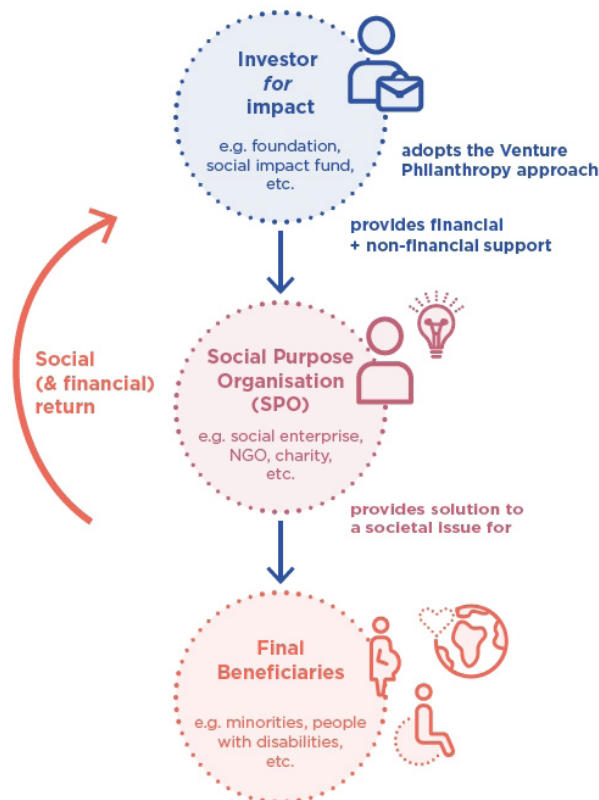 Investor
for
impact
e.g. foundation,
social impact fund,
etc.
adopts the Venture
Philanthropy approach
provides financial
+ non-financial support
Social
(& financial)
return
Social Purpose
Organisation
(SPO)
e.g. social enterprise,
NGO, charity,
etc.
provides solution to
a societal issue for
Final
Beneficiaries
e.g. minorities, people
with disabilities,
etc.